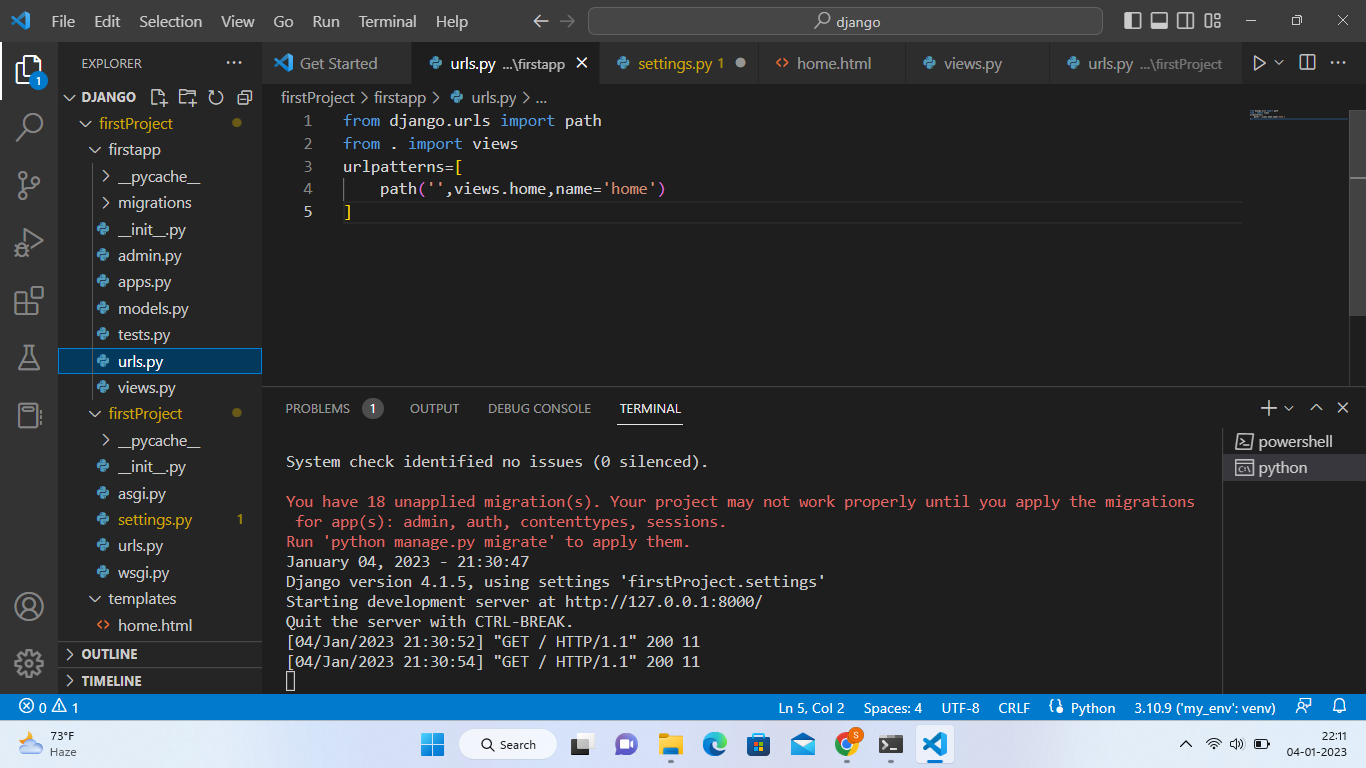 File Edit Selection View Go Run Terminal Help
django
EXPLORER
Get Started
urls.py ...\firstapp
settings.py 1
home.html
views.py
urls.py ...\firstProject
1
DJANGO
firstProject
firstapp
__pycache__
migrations
__init__.py
admin.py
apps.py
models.py
tests.py
urls.py
views.py
firstProject
__pycache__
__init__.py
asgi.py
settings.py 1
urls.py
wsgi.py
templates
home.html
OUTLINE
TIMELINE
firstProject > firstapp > urls.py > ...
1 from django.urls import path
2 from . import views
3 urlpatterns=[
4 path('',views.home,name='home')
5 ]
PROBLEMS 1 OUTPUT DEBUG CONSOLE TERMINAL
powershell
python
System check identified no issues (0 silenced).
You have 18 unapplied migration(s). Your project may not work properly until you apply the migrations
for app(s): admin, auth, contenttypes, sessions.
Run 'python manage.py migrate' to apply them.
January 04, 2023 - 21:30:47
Django version 4.1.5, using settings 'firstProject.settings'
Starting development server at http://127.0.0.1:8000/
Quit the server with CTRL-BREAK.
[04/Jan/2023 21:30:52] "GET / HTTP/1.1" 200 11
[04/Jan/2023 21:30:54] "GET / HTTP/1.1" 200 11
0 1
Ln 5, Col 2 Spaces: 4 UTF-8 CRLF Python 3.10.9 ('my_env': venv)
73°F
Haze
Search
S
22:11
04-01-2023